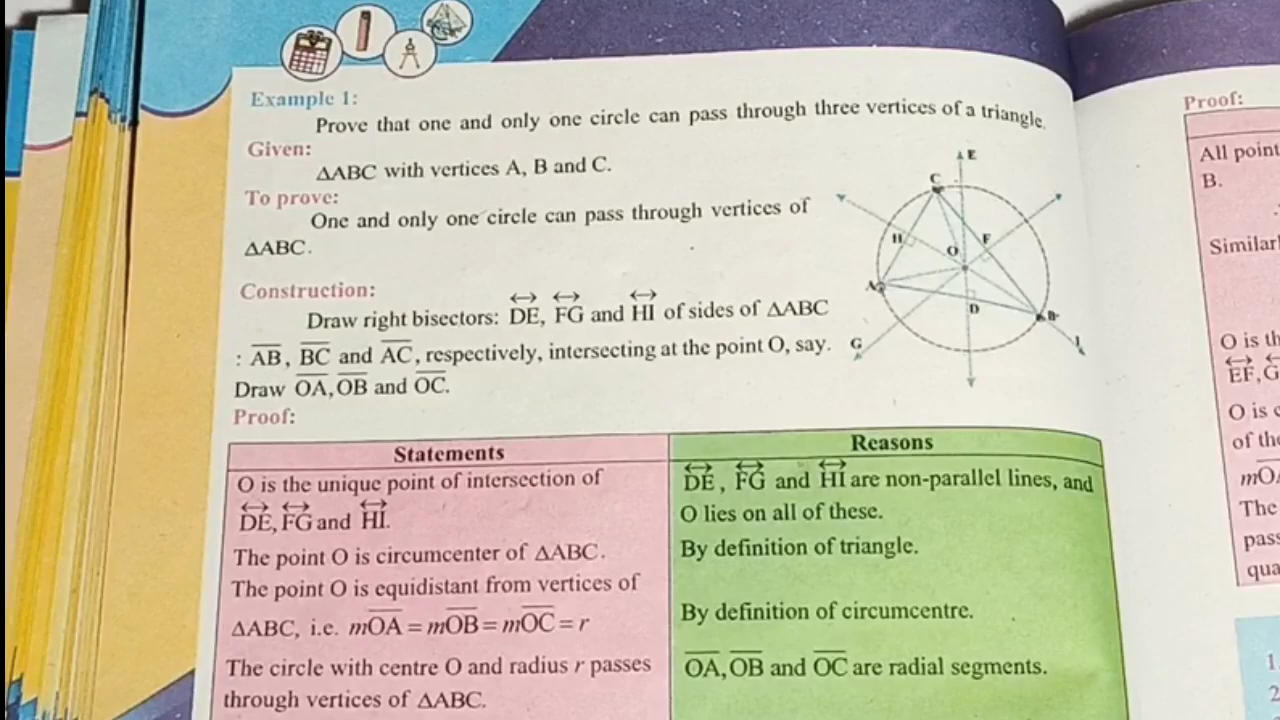 Example 1:
Prove that one and only one circle can pass through three vertices of a triangle.
Given:
ΔABC with vertices A, B and C.
To prove:
One and only one circle can pass through vertices of
ΔABC.
Construction:
Draw right bisectors: DE, FG and HI of sides of ΔABC
: AB, BC and AC, respectively, intersecting at the point O, say.
Draw OA, OB and OC.
Proof:
E
C
H
F
O
A
D
B
G
I
Statements
O is the unique point of intersection of
DE, FG and HI.
The point O is circumcenter of ΔABC.
The point O is equidistant from vertices of
ΔABC, i.e. mOA = mOB = mOC = r
The circle with centre O and radius r passes
through vertices of ΔABC.
Reasons
DE, FG and HI are non-parallel lines, and
O lies on all of these.
By definition of triangle.
By definition of circumcentre.
OA, OB and OC are radial segments.
Proof:
All point
B.
Similar
O is
EF,
O is
of
The
1.
2